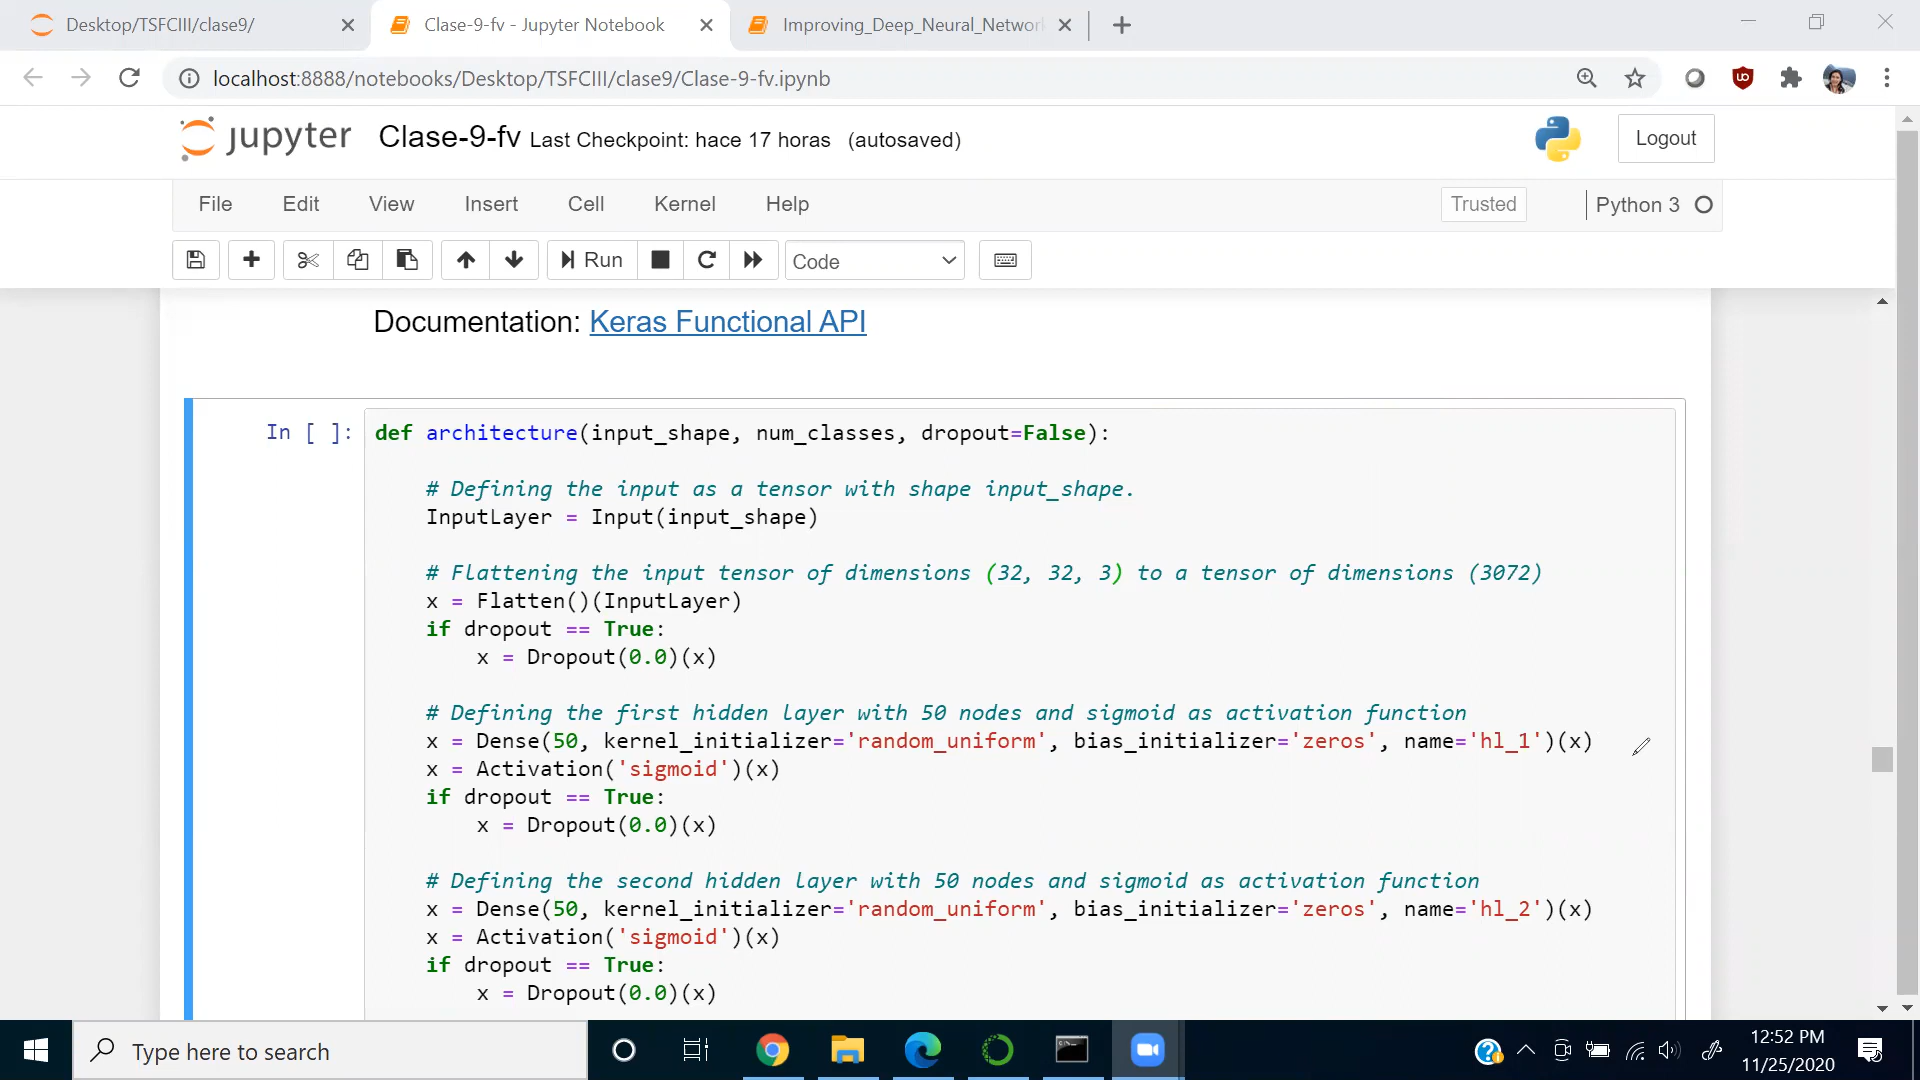 Desktop/TSFCIII/clase9/
Clase-9-fv - Jupyter Notebook
Improving_Deep_Neural_Networ
localhost:8888/notebooks/Desktop/TSFCIII/clase9/Clase-9-fv.ipynb
jupyter Clase-9-fv Last Checkpoint: hace 17 horas (autosaved)
Logout
File Edit View Insert Cell Kernel Help
Trusted
Python 3
Run
Code
Documentation: Keras Functional API
In [ ]:
def architecture(input_shape, num_classes, dropout=False):
# Defining the input as a tensor with shape input_shape.
InputLayer = Input(input_shape)
# Flattening the input tensor of dimensions (32, 32, 3) to a tensor of dimensions (3072)
x = Flatten()(InputLayer)
if dropout == True:
x = Dropout(0.0)(x)
# Defining the first hidden layer with 50 nodes and sigmoid as activation function
x = Dense(50, kernel_initializer='random_uniform', bias_initializer='zeros', name='hl_1')(x)
x = Activation('sigmoid')(x)
if dropout == True:
x = Dropout(0.0)(x)
# Defining the second hidden layer with 50 nodes and sigmoid as activation function
x = Dense(50, kernel_initializer='random_uniform', bias_initializer='zeros', name='hl_2')(x)
x = Activation('sigmoid')(x)
if dropout == True:
x = Dropout(0.0)(x)
Type here to search
12:52 PM
11/25/2020